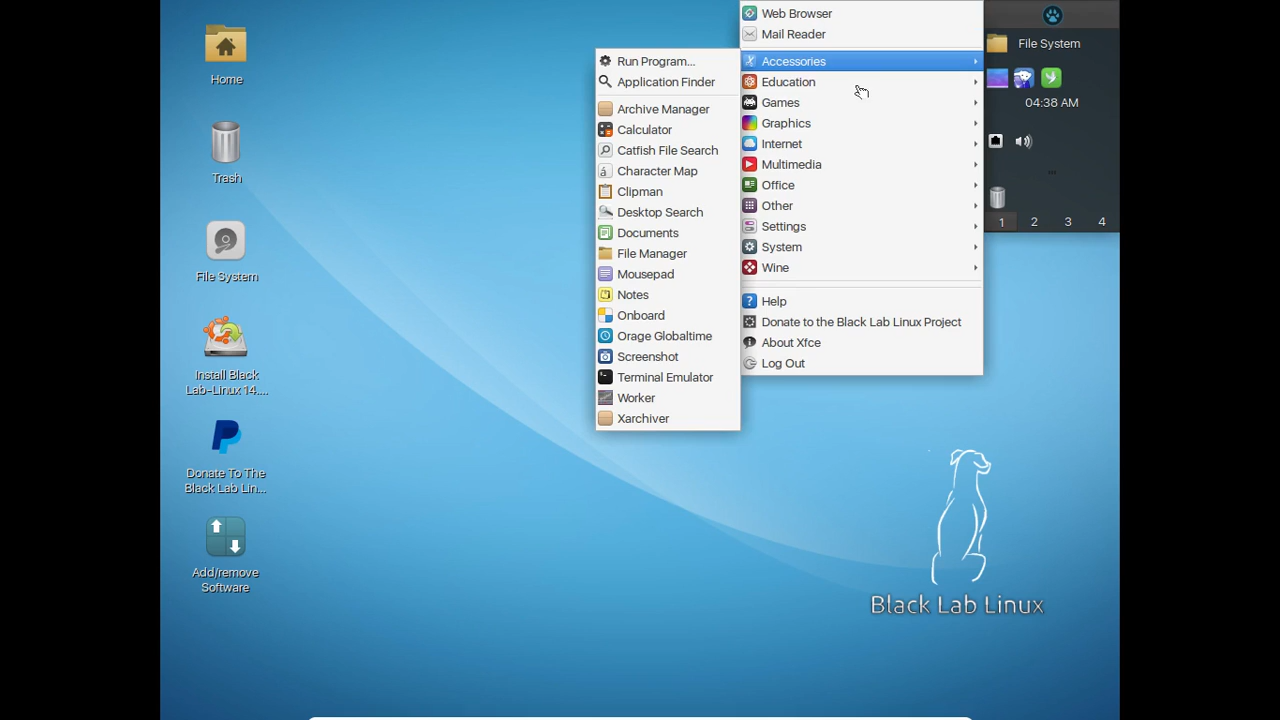 Home
Trash
File System
Install Black
Lab-Linux 14....
Donate To The
Black Lab Lin...
Add/remove
Software
Run Program...
Application Finder
Archive Manager
Calculator
Catfish File Search
Character Map
Clipman
Desktop Search
Documents
File Manager
Mousepad
Notes
Onboard
Orage Globaltime
Screenshot
Terminal Emulator
Worker
Xarchiver
Web Browser
Mail Reader
Accessories
Education
Games
Graphics
Internet
Multimedia
Office
Other
Settings
System
Wine
Help
Donate to the Black Lab Linux Project
About Xfce
Log Out
File System
04:38 AM
1 2 3 4
Black Lab Linux